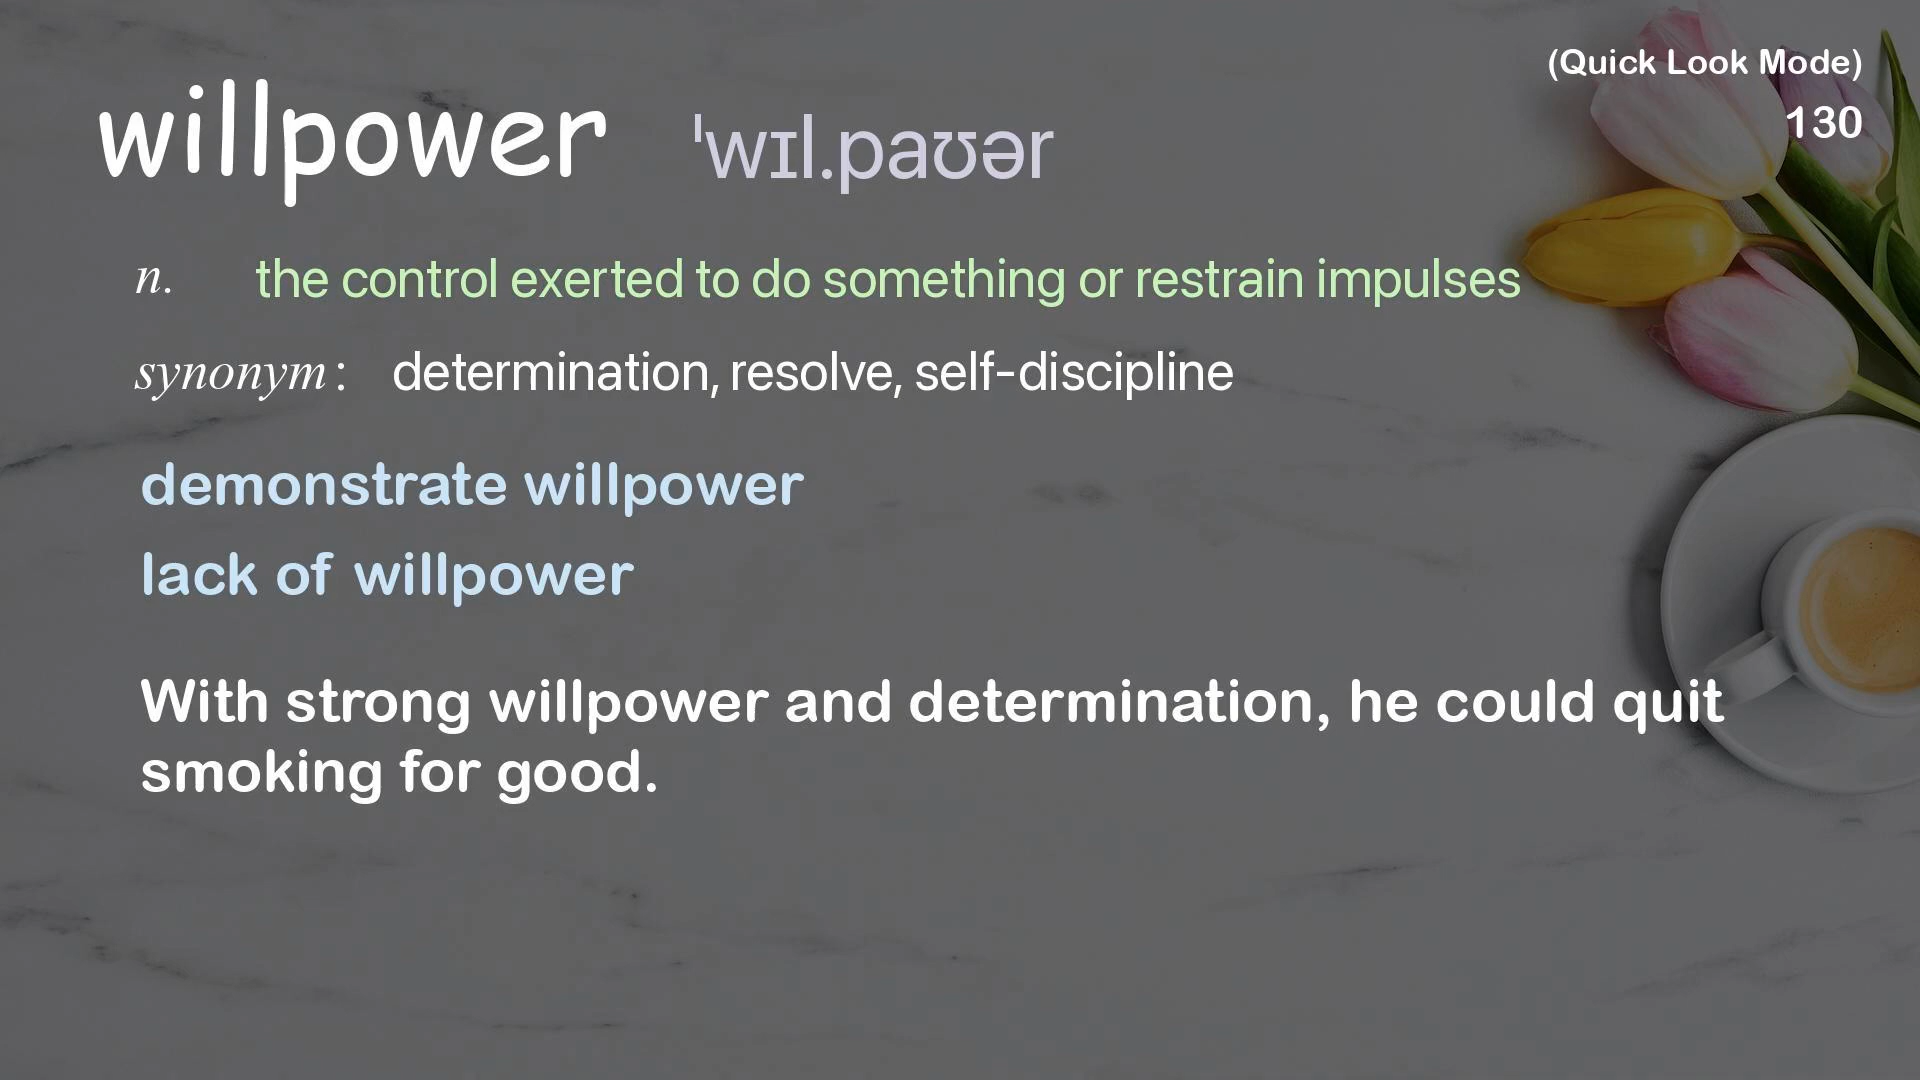 (Quick Look Mode)
130
willpower ˈwɪl.paʊər
n. the control exerted to do something or restrain impulses
synonym : determination, resolve, self-discipline
demonstrate willpower
lack of willpower
With strong willpower and determination, he could quit
smoking for good.